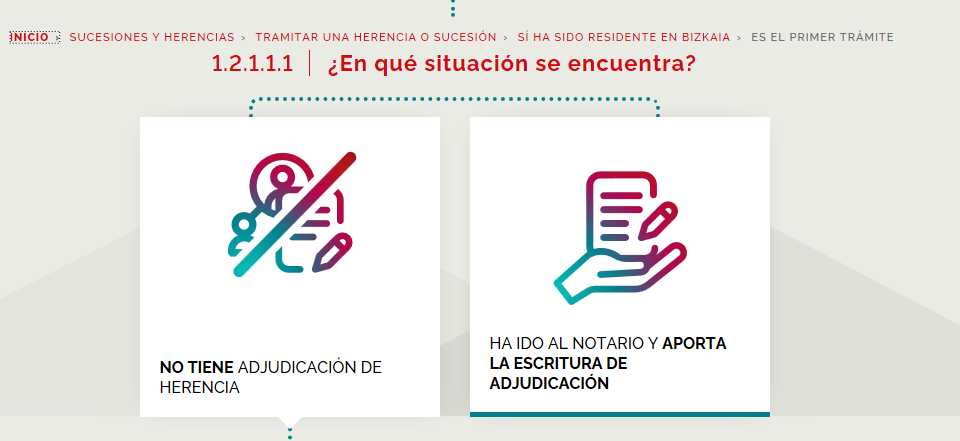 INICIO › SUCESIONES Y HERENCIAS › TRAMITAR UNA HERENCIA O SUCESIÓN › SÍ HA SIDO RESIDENTE EN BIZKAIA › ES EL PRIMER TRÁMITE
1.2.1.1.1 | ¿En qué situación se encuentra?
NO TIENE ADJUDICACIÓN DE
HERENCIA
HA IDO AL NOTARIO Y APORTA
LA ESCRITURA DE
ADJUDICACIÓN